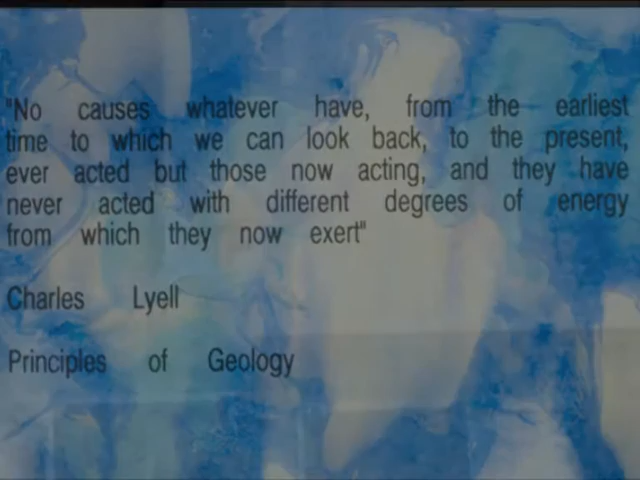 "No causes whatever have, from the earliest
time to which we can look back, to the present,
ever acted but those now acting, and they have
never acted with different degrees of energy
from which they now exert"
Charles Lyell
Principles of Geology